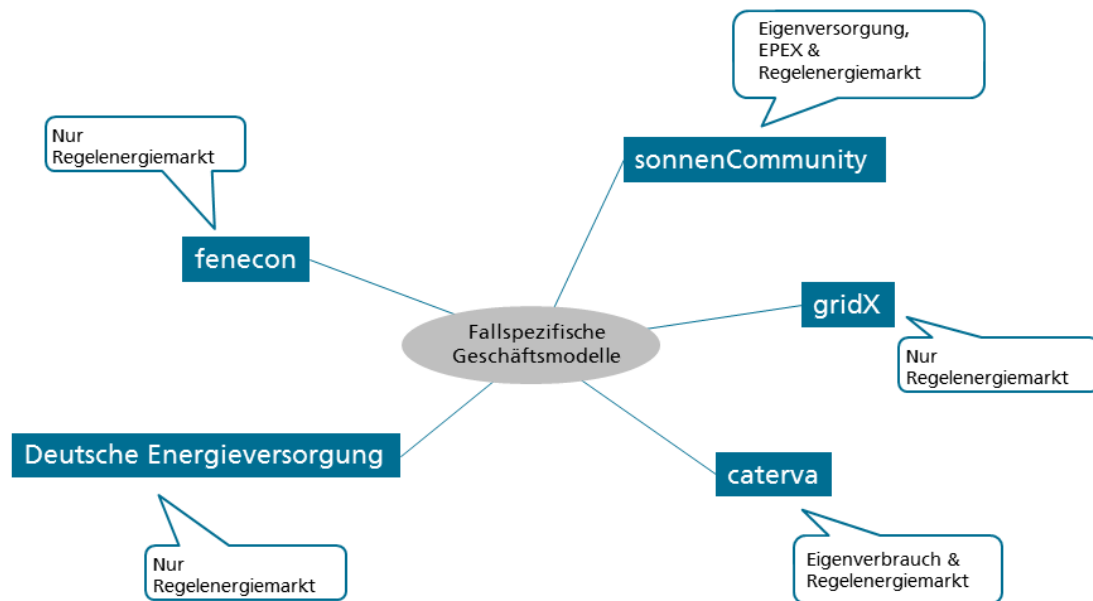 Eigenversorgung,
EPEX &
Regelenergiemarkt
sonnenCommunity
Nur
Regelenergiemarkt
fenecon
gridX
Nur
Regelenergiemarkt
Fallspezifische
Geschäftsmodelle
Deutsche Energieversorgung
Nur
Regelenergiemarkt
caterva
Eigenverbrauch &
Regelenergiemarkt